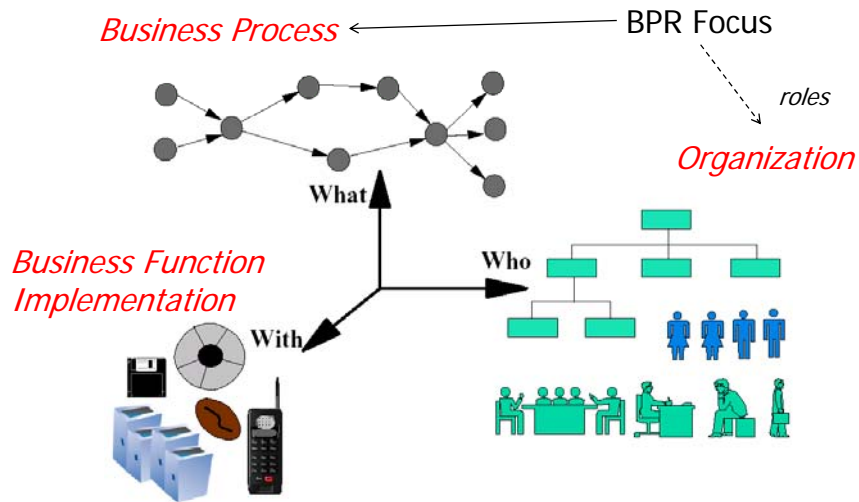 Business Process
BPR Focus
roles
Organization
What
Business Function
Implementation
Who
With